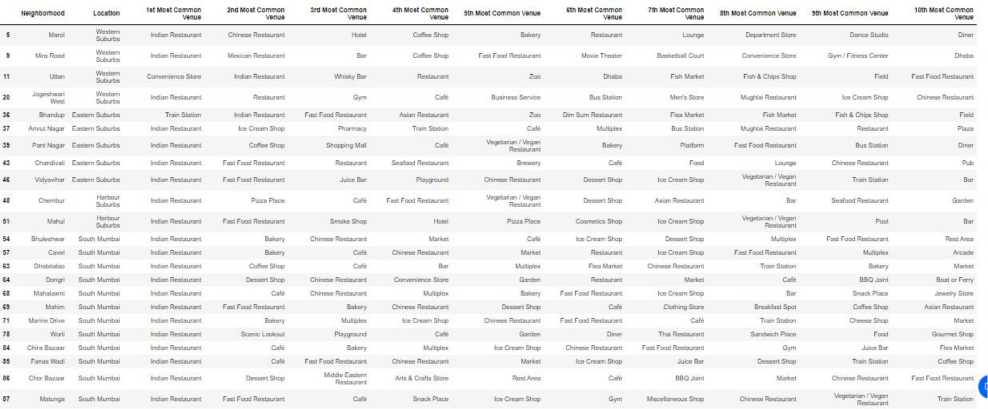 Neighborhood Location 1st Most Common Venue 2nd Most Common Venue 3rd Most Common Venue 4th Most Common Venue 5th Most Common Venue 6th Most Common Venue 7th Most Common Venue 8th Most Common Venue 9th Most Common Venue 10th Most Common Venue
5 Marol Western Suburbs Indian Restaurant Chinese Restaurant Hotel Coffee Shop Bakery Restaurant Lounge Department Store Dance Studio Diner
9 Mira Road Western Suburbs Indian Restaurant Mexican Restaurant Bar Coffee Shop Fast Food Restaurant Movie Theater Basketball Court Convenience Store Gym / Fitness Center Dhaba
11 Uttan Western Suburbs Convenience Store Indian Restaurant Whisky Bar Restaurant Zoo Dhaba Fish Market Fish & Chips Shop Field Fast Food Restaurant
20 Jogeshwari West Western Suburbs Indian Restaurant Restaurant Gym Café Business Service Bus Station Men's Store Mughlai Restaurant Ice Cream Shop Chinese Restaurant
36 Bhandup Eastern Suburbs Train Station Indian Restaurant Fast Food Restaurant Asian Restaurant Zoo Dim Sum Restaurant Flea Market Fish Market Fish & Chips Shop Field
37 Amrut Nagar Eastern Suburbs Indian Restaurant Ice Cream Shop Pharmacy Train Station Café Multiplex Bus Station Mughlai Restaurant Restaurant Plaza
39 Pant Nagar Eastern Suburbs Indian Restaurant Coffee Shop Shopping Mall Café Vegetarian / Vegan Restaurant Bakery Platform Fast Food Restaurant Bus Station Diner
43 Chandivali Eastern Suburbs Indian Restaurant Fast Food Restaurant Restaurant Seafood Restaurant Brewery Café Food Lounge Chinese Restaurant Pub
46 Vidyavihar Eastern Suburbs Indian Restaurant Fast Food Restaurant Juice Bar Playground Chinese Restaurant Dessert Shop Ice Cream Shop Vegetarian / Vegan Restaurant Train Station Bar
48 Chembur Harbour Suburbs Indian Restaurant Pizza Place Café Fast Food Restaurant Vegetarian / Vegan Restaurant Dessert Shop Asian Restaurant Bar Seafood Restaurant Garden
51 Mahul Harbour Suburbs Indian Restaurant Fast Food Restaurant Smoke Shop Hotel Pizza Place Cosmetics Shop Ice Cream Shop Vegetarian / Vegan Restaurant Pool Bar
54 Bhuleshwar South Mumbai Indian Restaurant Bakery Chinese Restaurant Market Café Ice Cream Shop Dessert Shop Multiplex Fast Food Restaurant Rest Area
57 Cavel South Mumbai Indian Restaurant Bakery Café Chinese Restaurant Market Restaurant Ice Cream Shop Fast Food Restaurant Multiplex Arcade
63 Dhobitalao South Mumbai Indian Restaurant Coffee Shop Café Bar Multiplex Flea Market Chinese Restaurant Train Station Bakery Market
64 Dongri South Mumbai Indian Restaurant Dessert Shop Chinese Restaurant Convenience Store Garden Restaurant Market Café BBQ Joint Boat or Ferry
68 Mahalaxmi South Mumbai Indian Restaurant Café Chinese Restaurant Multiplex Bakery Fast Food Restaurant Ice Cream Shop Bar Snack Place Jewelry Store
69 Mahim South Mumbai Indian Restaurant Fast Food Restaurant Bakery Chinese Restaurant Dessert Shop Café Clothing Store Breakfast Spot Coffee Shop Asian Restaurant
71 Marine Drive South Mumbai Indian Restaurant Bakery Multiplex Ice Cream Shop Chinese Restaurant Fast Food Restaurant Café Train Station Cheese Shop Market
78 Worli South Mumbai Indian Restaurant Scenic Lookout Playground Café Garden Diner Thai Restaurant Sandwich Place Food Gourmet Shop
84 Chira Bazaar South Mumbai Indian Restaurant Café Bakery Multiplex Ice Cream Shop Chinese Restaurant Fast Food Restaurant Gym Juice Bar Flea Market
85 Fanas Wadi South Mumbai Indian Restaurant Café Fast Food Restaurant Chinese Restaurant Market Ice Cream Shop Juice Bar Dessert Shop Train Station Coffee Shop
86 Chor Bazaar South Mumbai Indian Restaurant Dessert Shop Middle Eastern Restaurant Arts & Crafts Store Rest Area Café BBQ Joint Market Chinese Restaurant Fast Food Restaurant
87 Matunga South Mumbai Indian Restaurant Fast Food Restaurant Café Snack Place Ice Cream Shop Gym Miscellaneous Shop Chinese Restaurant Vegetarian / Vegan Restaurant Train Station